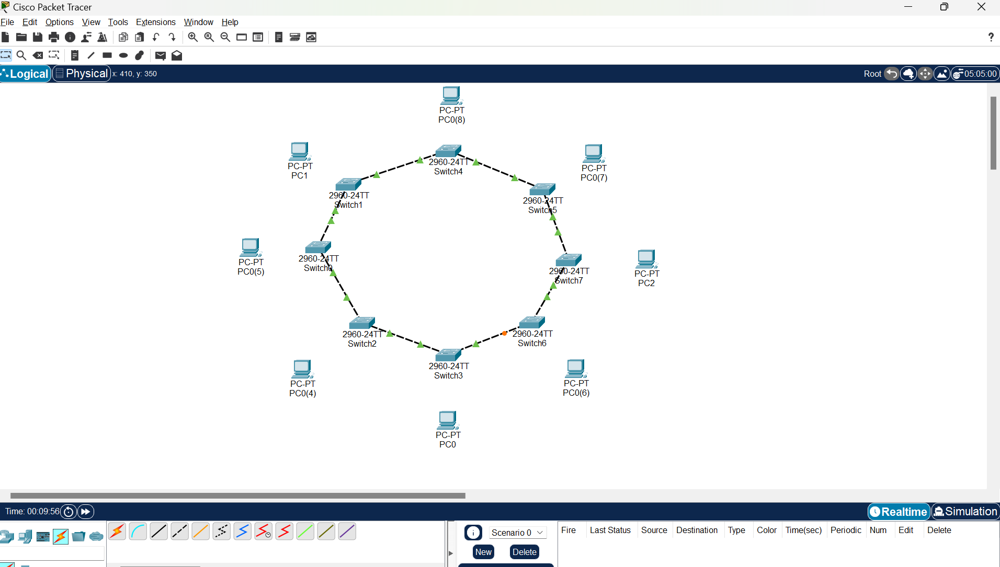 Cisco Packet Tracer
File Edit Options View Tools Extensions Window Help
?
Logical Physical x: 410, y: 350 Root 05:05:00
PC-PT
PC0(8)
PC-PT
PC1
2960-24TT
Switch4
PC-PT
PC0(7)
2960-24TT
Switch1
2960-24TT
Switch5
PC-PT
PC0(5)
2960-24TT
Switch0
2960-24TT
Switch7
PC-PT
PC2
2960-24TT
Switch2
2960-24TT
Switch6
2960-24TT
Switch3
PC-PT
PC0(4)
PC-PT
PC0(6)
PC-PT
PC0
Time: 00:09:56 Realtime Simulation
Scenario 0
New Delete
Fire Last Status Source Destination Type Color Time(sec) Periodic Num Edit Delete